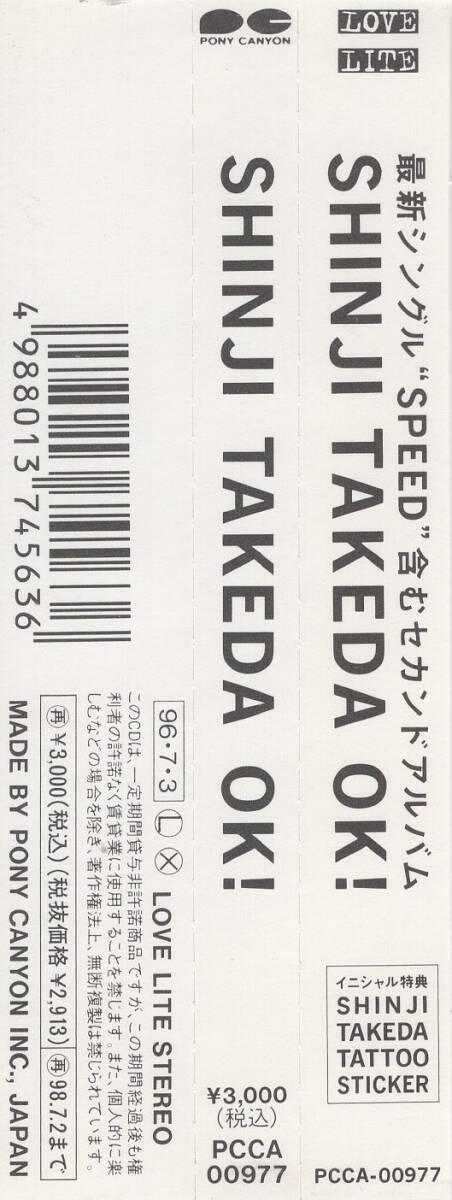 LOVE
LITE
最新シングル“SPEED”含むセカンドアルバム
SHINJI TAKEDA OK!
イニシャル特典
SHINJI
TAKEDA
TATTOO
STICKER
PCCA-00977
PONY CANYON
SHINJI TAKEDA OK!
¥3,000
(税込)
PCCA
00977
4 988013 745636
96・7・3 Ⓛ Ⓧ LOVE LITE STEREO
このCDは、一定期間貸与非許諾商品ですが、この期間経過後も権
利者の許諾なく賃貸業に使用することを禁じます。また、個人的に楽
しむなどの場合を除き、著作権法上、無断複製は禁じられています。
㊢¥3,000(税込)(税抜価格¥2,913) ㊢98.7.2まで
MADE BY PONY CANYON INC., JAPAN